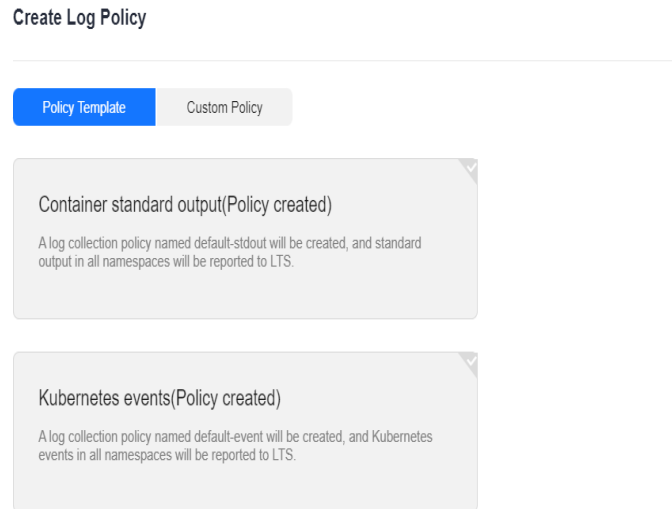 Create Log Policy
Policy Template
Custom Policy
Container standard output(Policy created)
A log collection policy named default-stdout will be created, and standard
output in all namespaces will be reported to LTS.
Kubernetes events(Policy created)
A log collection policy named default-event will be created, and Kubernetes
events in all namespaces will be reported to LTS.